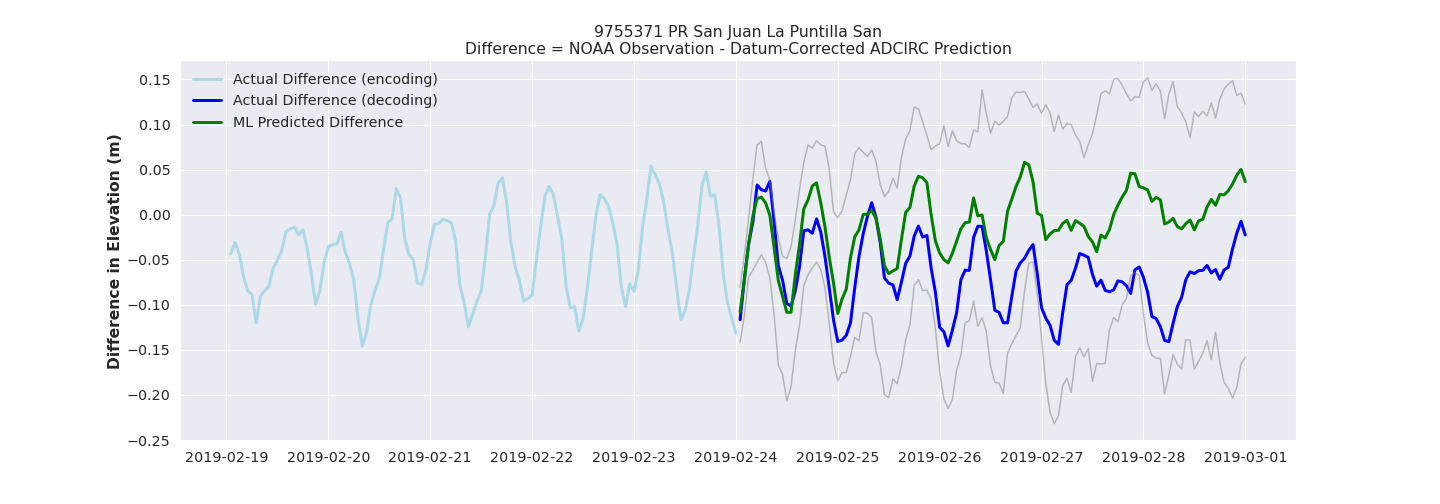 9755371 PR San Juan La Puntilla San
Difference = NOAA Observation - Datum-Corrected ADCIRC Prediction
Actual Difference (encoding)
Actual Difference (decoding)
ML Predicted Difference
Difference in Elevation (m)
0.15
0.10
0.05
0.00
−0.05
−0.10
−0.15
−0.20
−0.25
2019-02-19 2019-02-20 2019-02-21 2019-02-22 2019-02-23 2019-02-24 2019-02-25 2019-02-26 2019-02-27 2019-02-28 2019-03-01